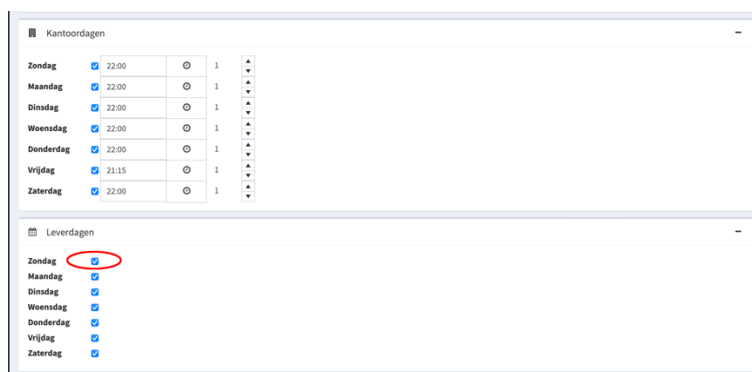 Kantoordagen
Zondag 22:00 1
Maandag 22:00 1
Dinsdag 22:00 1
Woensdag 22:00 1
Donderdag 22:00 1
Vrijdag 21:15 1
Zaterdag 22:00 1
Leverdagen
Zondag
Maandag
Dinsdag
Woensdag
Donderdag
Vrijdag
Zaterdag